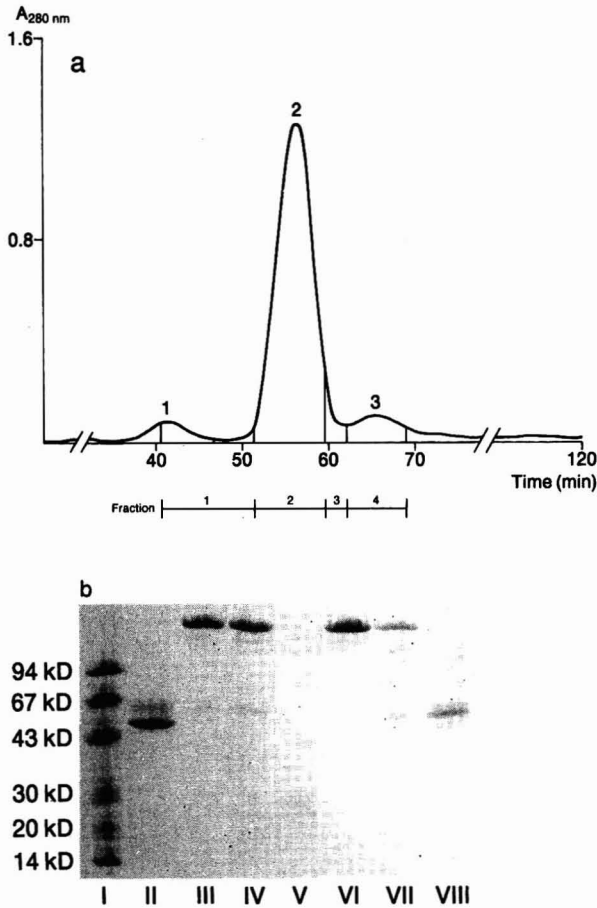 A280 nm
1.6
a
2
0.8
1
3
40 50 60 70 120
Time (min)
Fraction 1 2 3 4
b
94 kD
67 kD
43 kD
30 kD
20 kD
14 kD
I II III IV V VI VII VIII